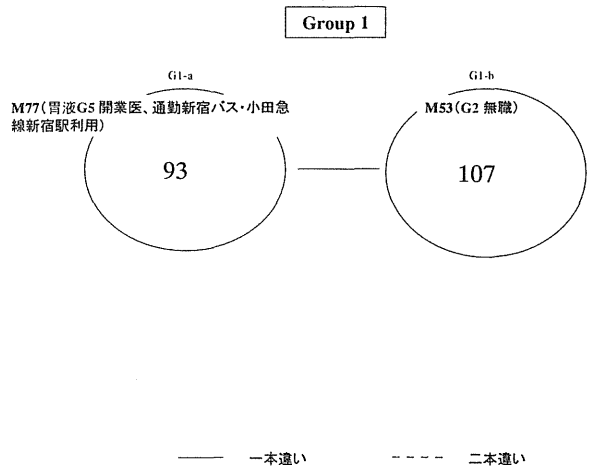 Group 1
G1-a
G1-b
M77(胃液G5 開業医、通勤新宿バス・小田急
線新宿駅利用)
M53(G2 無職)
93
107
一本違い
二本違い